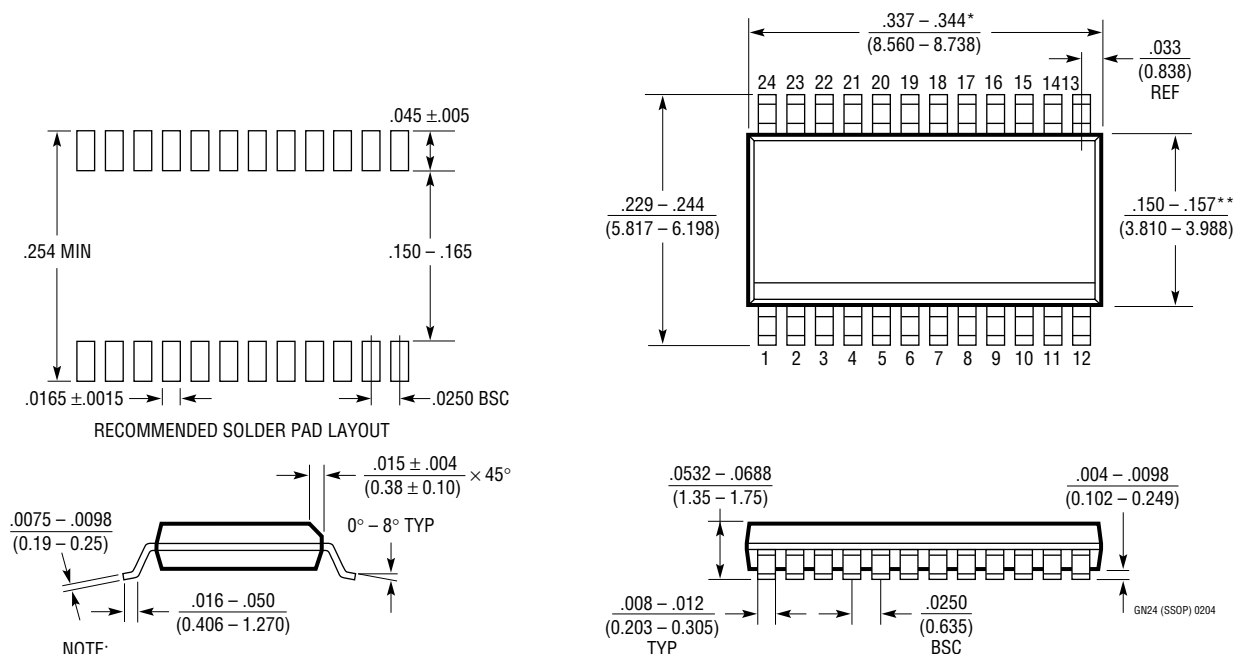 .045 ±.005
.254 MIN
.150 – .165
.0165 ±.0015
.0250 BSC
RECOMMENDED SOLDER PAD LAYOUT
.337 – .344*
(8.560 – 8.738)
.033
(0.838)
REF
24 23 22 21 20 19 18 17 16 15 14 13
.229 – .244
(5.817 – 6.198)
.150 – .157**
(3.810 – 3.988)
1 2 3 4 5 6 7 8 9 10 11 12
.015 ± .004
(0.38 ± 0.10)
× 45°
.0075 – .0098
(0.19 – 0.25)
0° – 8° TYP
.016 – .050
(0.406 – 1.270)
NOTE:
.0532 – .0688
(1.35 – 1.75)
.004 – .0098
(0.102 – 0.249)
.008 – .012
(0.203 – 0.305)
TYP
.0250
(0.635)
BSC
GN24 (SSOP) 0204